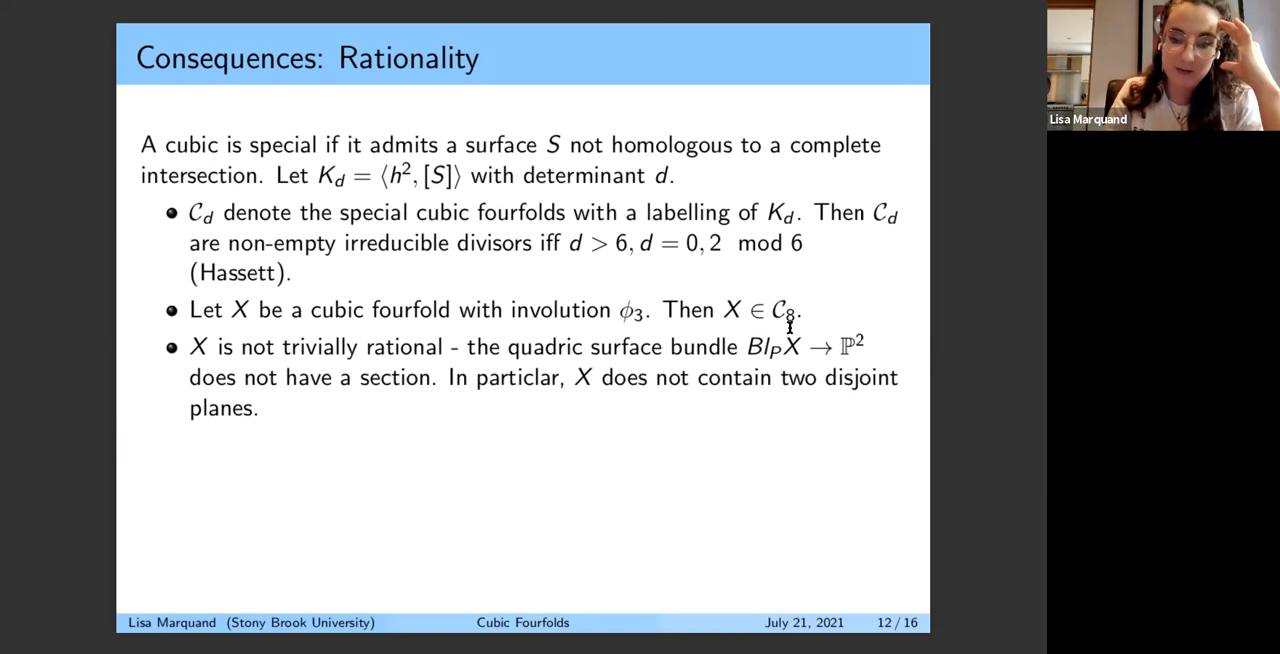 Consequences: Rationality
A cubic is special if it admits a surface S not homologous to a complete
intersection. Let K_d = ⟨h², [S]⟩ with determinant d.
• 𝒞_d denote the special cubic fourfolds with a labelling of K_d. Then 𝒞_d
are non-empty irreducible divisors iff d > 6, d = 0, 2 mod 6
(Hassett).
• Let X be a cubic fourfold with involution ϕ₃. Then X ∈ 𝒞₈.
• X is not trivially rational - the quadric surface bundle Bl_P X → ℙ²
does not have a section. In particlar, X does not contain two disjoint
planes.
Lisa Marquand (Stony Brook University) Cubic Fourfolds July 21, 2021 12 / 16
Lisa Marquand